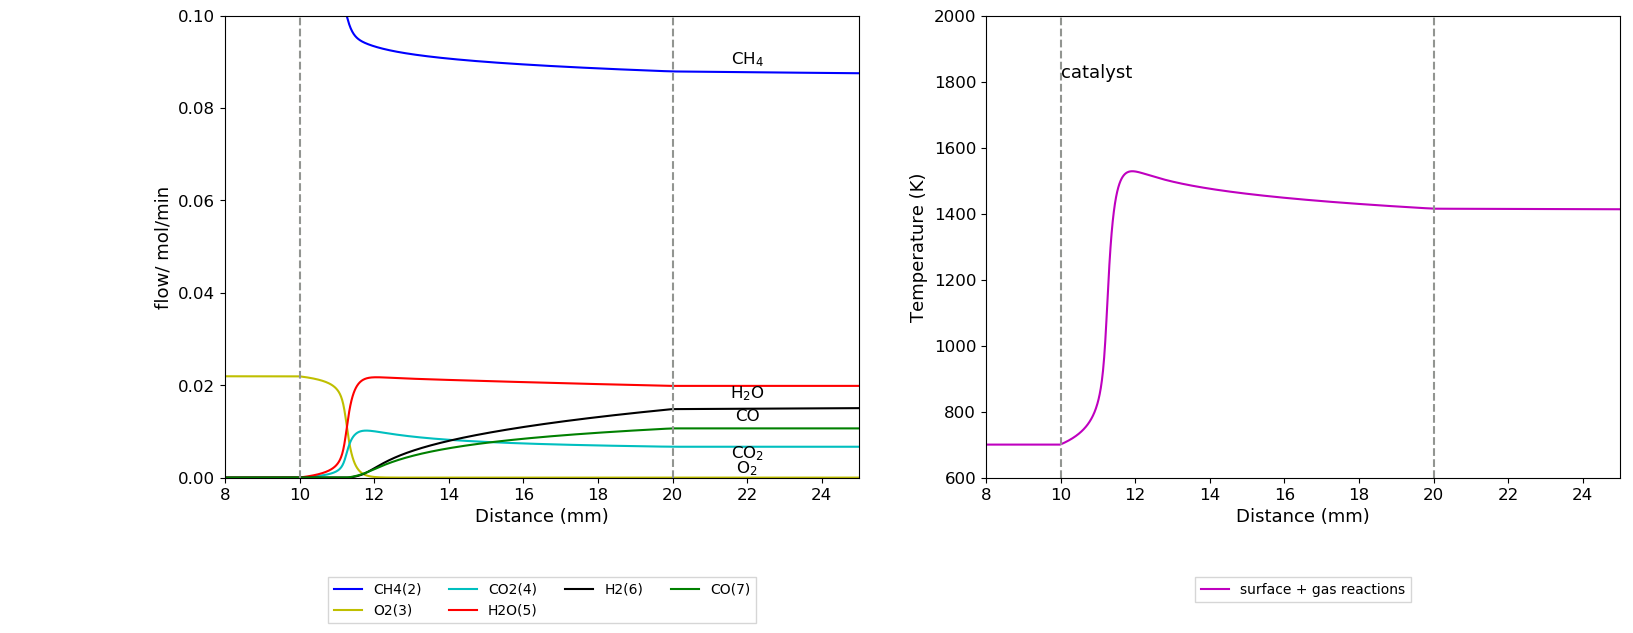 0.10
0.08
0.06
0.04
0.02
0.00
flow/ mol/min
CH₄
H₂O
CO
CO₂
O₂
8 10 12 14 16 18 20 22 24
Distance (mm)
CH4(2) CO2(4) H2(6) CO(7)
O2(3) H2O(5)
2000
1800
1600
1400
1200
1000
800
600
Temperature (K)
catalyst
8 10 12 14 16 18 20 22 24
Distance (mm)
surface + gas reactions